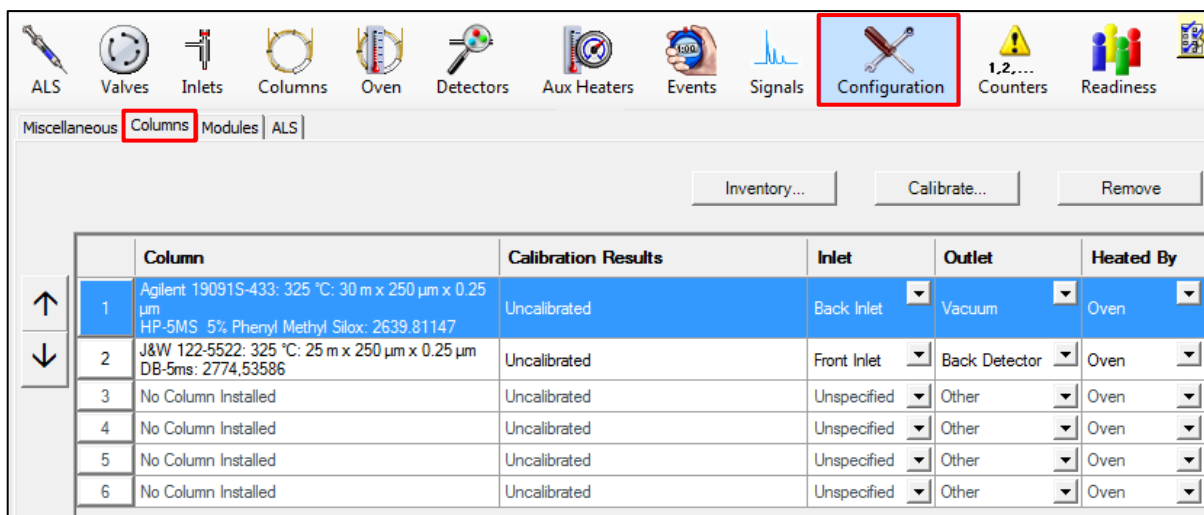 ALS Valves Inlets Columns Oven Detectors Aux Heaters 1:00 Events Signals Configuration 1,2,... Counters Readiness
Miscellaneous Columns Modules ALS
Inventory... Calibrate... Remove
Column Calibration Results Inlet Outlet Heated By
1 Agilent 19091S-433: 325 °C: 30 m x 250 µm x 0.25
µm
HP-5MS 5% Phenyl Methyl Silox: 2639.81147 Uncalibrated Back Inlet Vacuum Oven
2 J&W 122-5522: 325 °C: 25 m x 250 µm x 0.25 µm
DB-5ms: 2774,53586 Uncalibrated Front Inlet Back Detector Oven
3 No Column Installed Uncalibrated Unspecified Other Oven
4 No Column Installed Uncalibrated Unspecified Other Oven
5 No Column Installed Uncalibrated Unspecified Other Oven
6 No Column Installed Uncalibrated Unspecified Other Oven